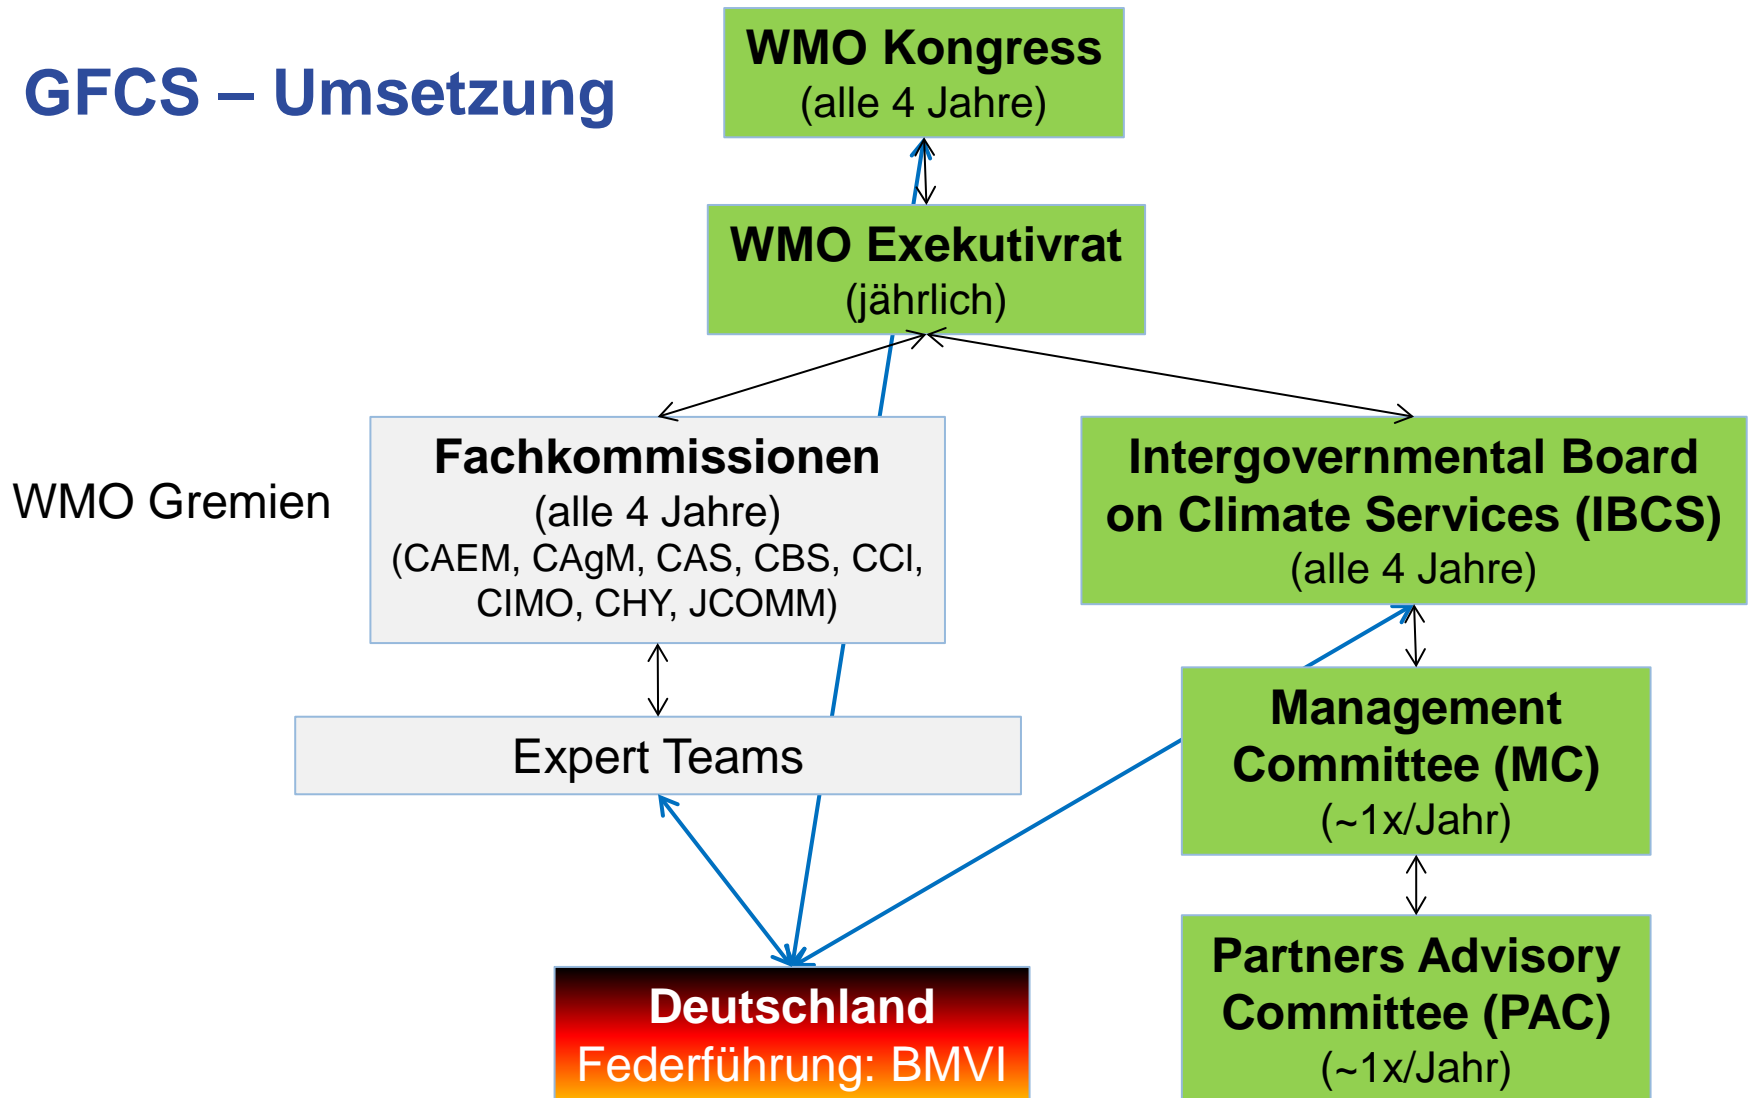 GFCS – Umsetzung
WMO Kongress
(alle 4 Jahre)
WMO Exekutivrat
(jährlich)
WMO Gremien
Fachkommissionen
(alle 4 Jahre)
(CAEM, CAgM, CAS, CBS, CCl,
CIMO, CHY, JCOMM)
Intergovernmental Board
on Climate Services (IBCS)
(alle 4 Jahre)
Expert Teams
Management
Committee (MC)
(~1x/Jahr)
Deutschland
Federführung: BMVI
Partners Advisory
Committee (PAC)
(~1x/Jahr)